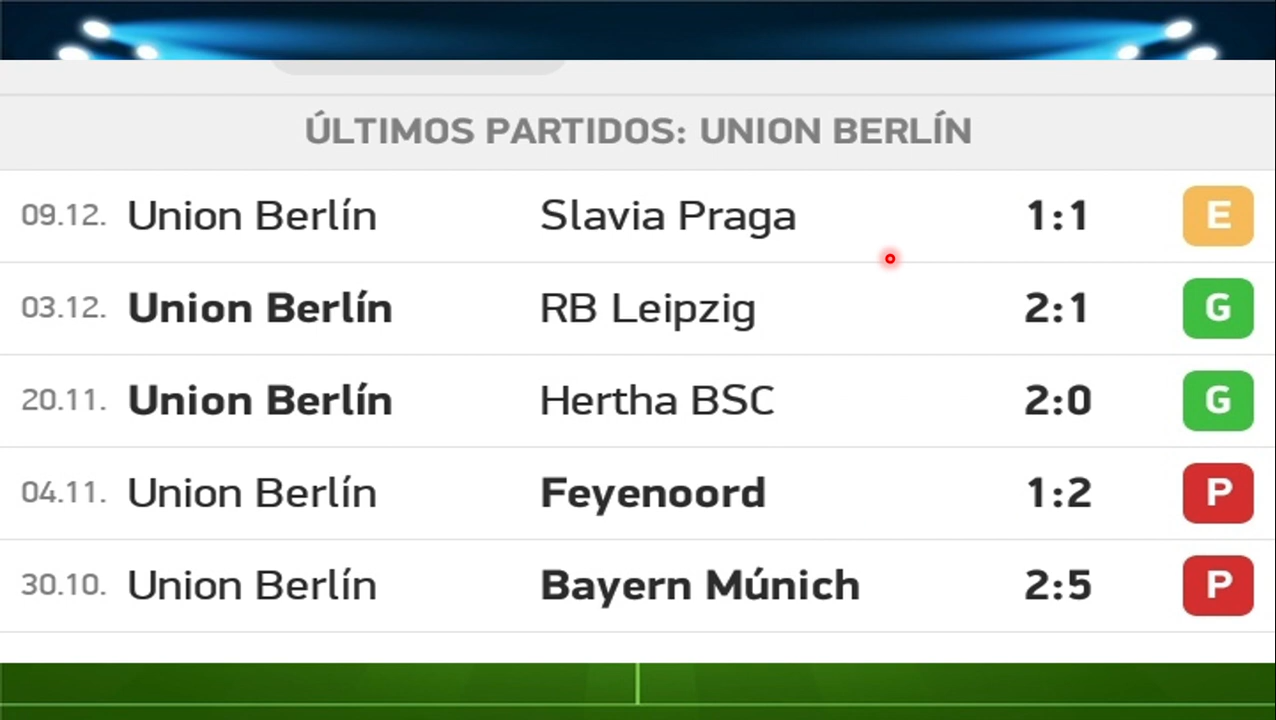 ÚLTIMOS PARTIDOS: UNION BERLÍN
09.12. Union Berlín Slavia Praga 1:1 E
03.12. Union Berlín RB Leipzig 2:1 G
20.11. Union Berlín Hertha BSC 2:0 G
04.11. Union Berlín Feyenoord 1:2 P
30.10. Union Berlín Bayern Múnich 2:5 P